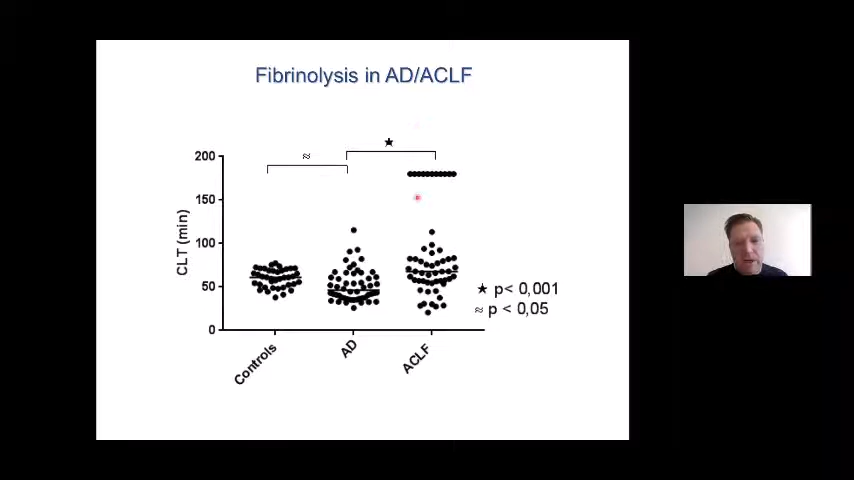 Fibrinolysis in AD/ACLF
★
≈
200
150
100
50
0
CLT (min)
Controls
AD
ACLF
★ p< 0,001
≈ p < 0,05